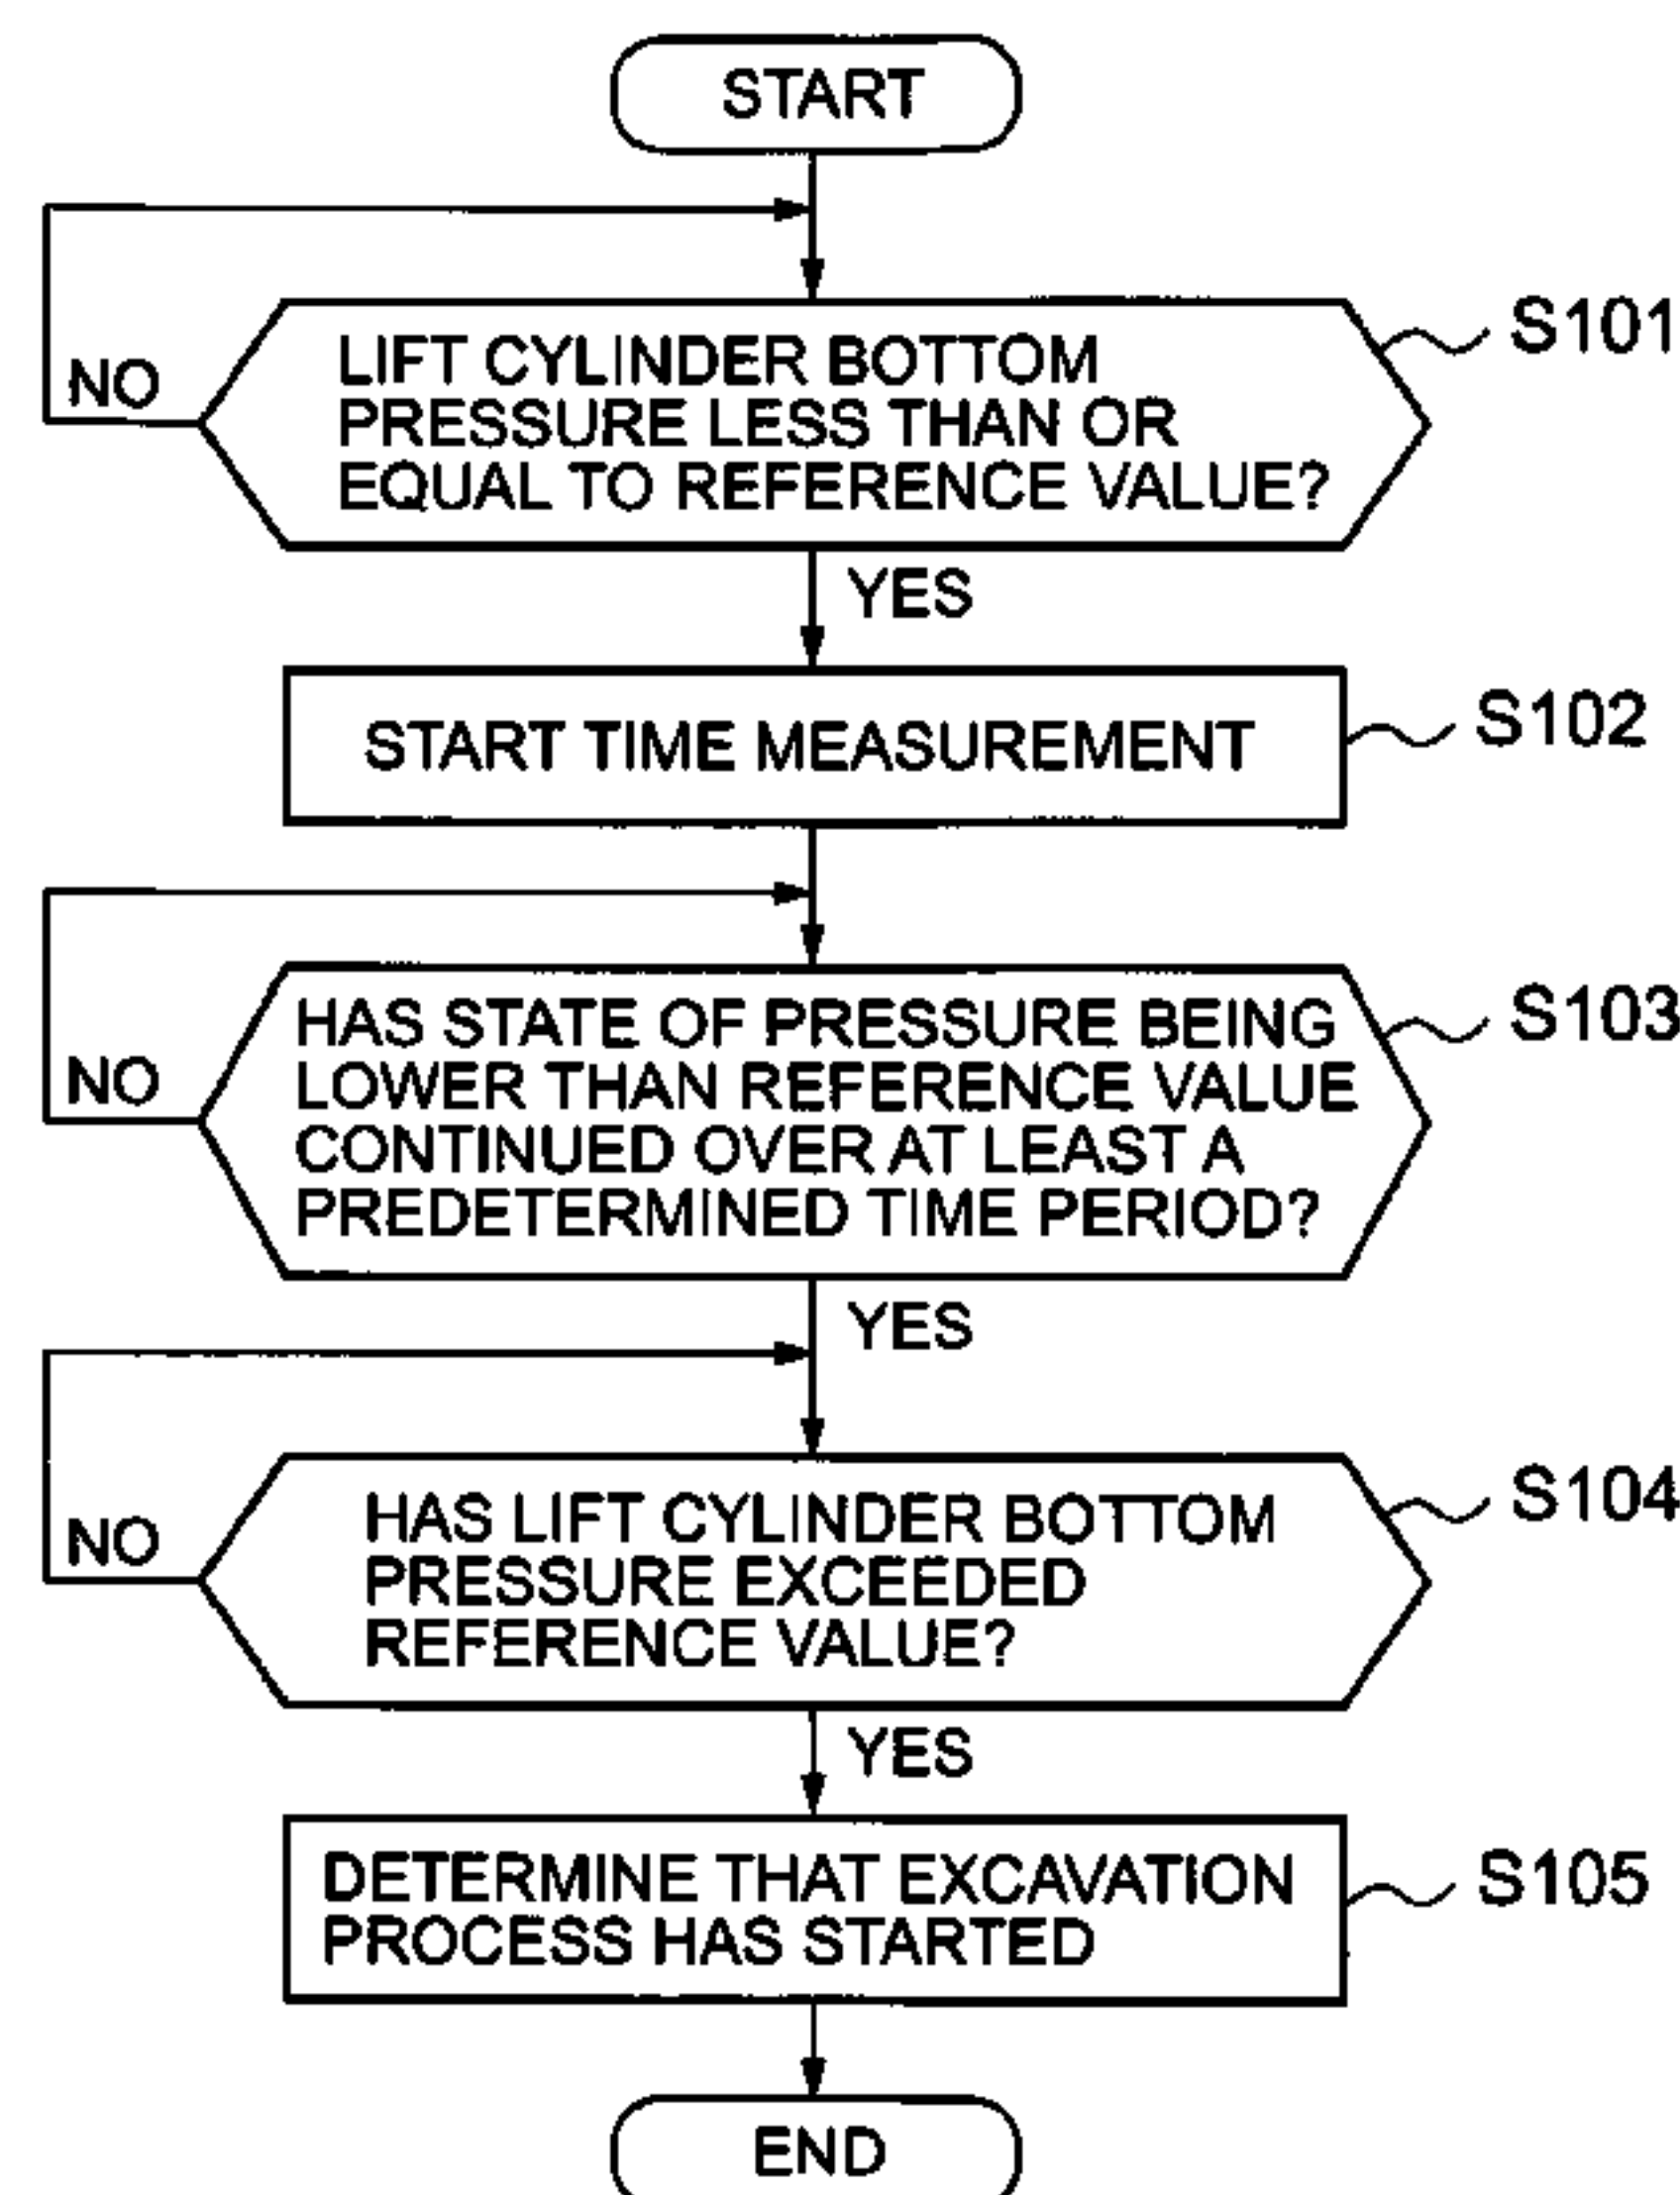 START
NO
LIFT CYLINDER BOTTOM
PRESSURE LESS THAN OR
EQUAL TO REFERENCE VALUE?
S101
YES
START TIME MEASUREMENT
S102
NO
HAS STATE OF PRESSURE BEING
LOWER THAN REFERENCE VALUE
CONTINUED OVER AT LEAST A
PREDETERMINED TIME PERIOD?
S103
YES
NO
HAS LIFT CYLINDER BOTTOM
PRESSURE EXCEEDED
REFERENCE VALUE?
S104
YES
DETERMINE THAT EXCAVATION
PROCESS HAS STARTED
S105
END